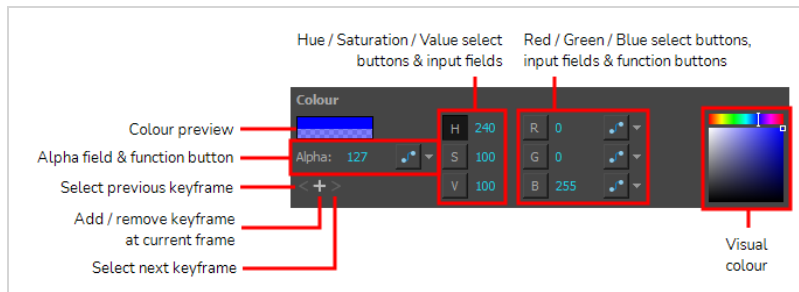 Hue / Saturation / Value select
buttons & input fields
Red / Green / Blue select buttons,
input fields & function buttons
Colour
Colour preview
Alpha field & function button
Select previous keyframe
Add / remove keyframe
at current frame
Select next keyframe
Alpha: 127
H 240
S 100
V 100
R 0
G 0
B 255
Visual
colour